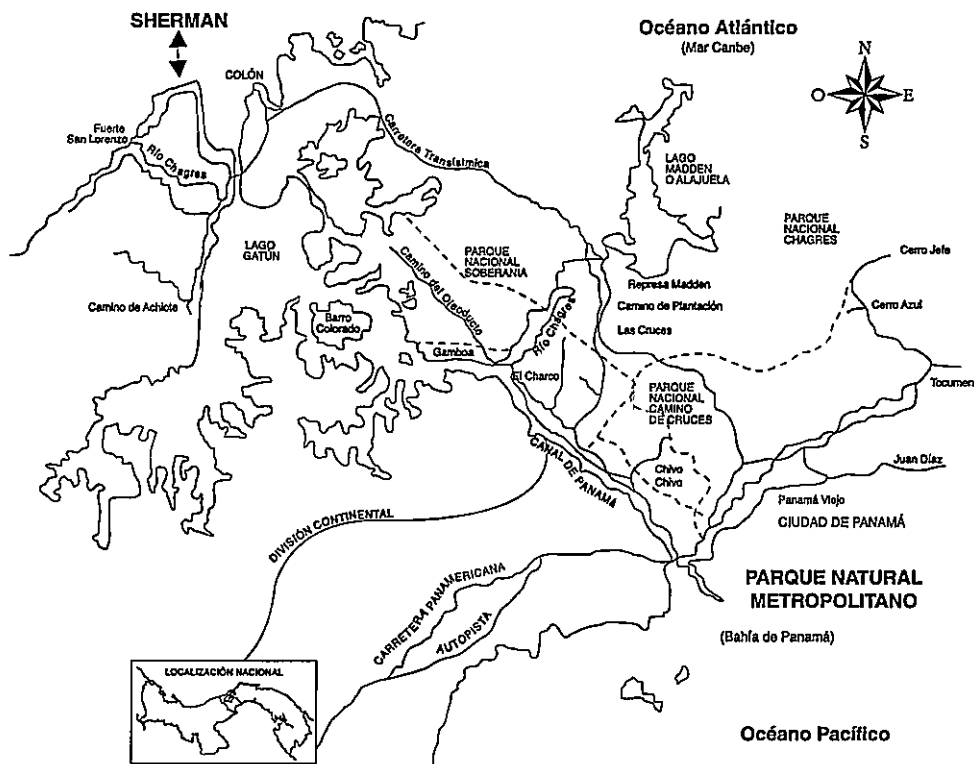 SHERMAN
Océano Atlántico
(Mar Caribe)
N
O
E
S
COLÓN
Fuerte
San Lorenzo
Río Chagres
Carretera Transísimica
LAGO
MADDEN
O ALAJUELA
PARQUE
NACIONAL
CHAGRES
LAGO
GATÚN
PARQUE
NACIONAL
SOBERANÍA
Camino del Oleoducto
Cerro Jefe
Represa Madden
Camino de Achiote
Barro
Colorado
Río Chagres
Camino de Plantación
Cerro Azul
Las Cruces
Gamboa
El Charco
PARQUE
NACIONAL
CAMINO
DE CRUCES
Tocumen
CANAL DE PANAMÁ
Chivo
Chivo
Juan Díaz
Panamá Viejo
CIUDAD DE PANAMÁ
DIVISIÓN CONTINENTAL
CARRETERA PANAMERICANA
AUTOPISTA
PARQUE NATURAL
METROPOLITANO
(Bahía de Panamá)
LOCALIZACIÓN NACIONAL
Océano Pacífico